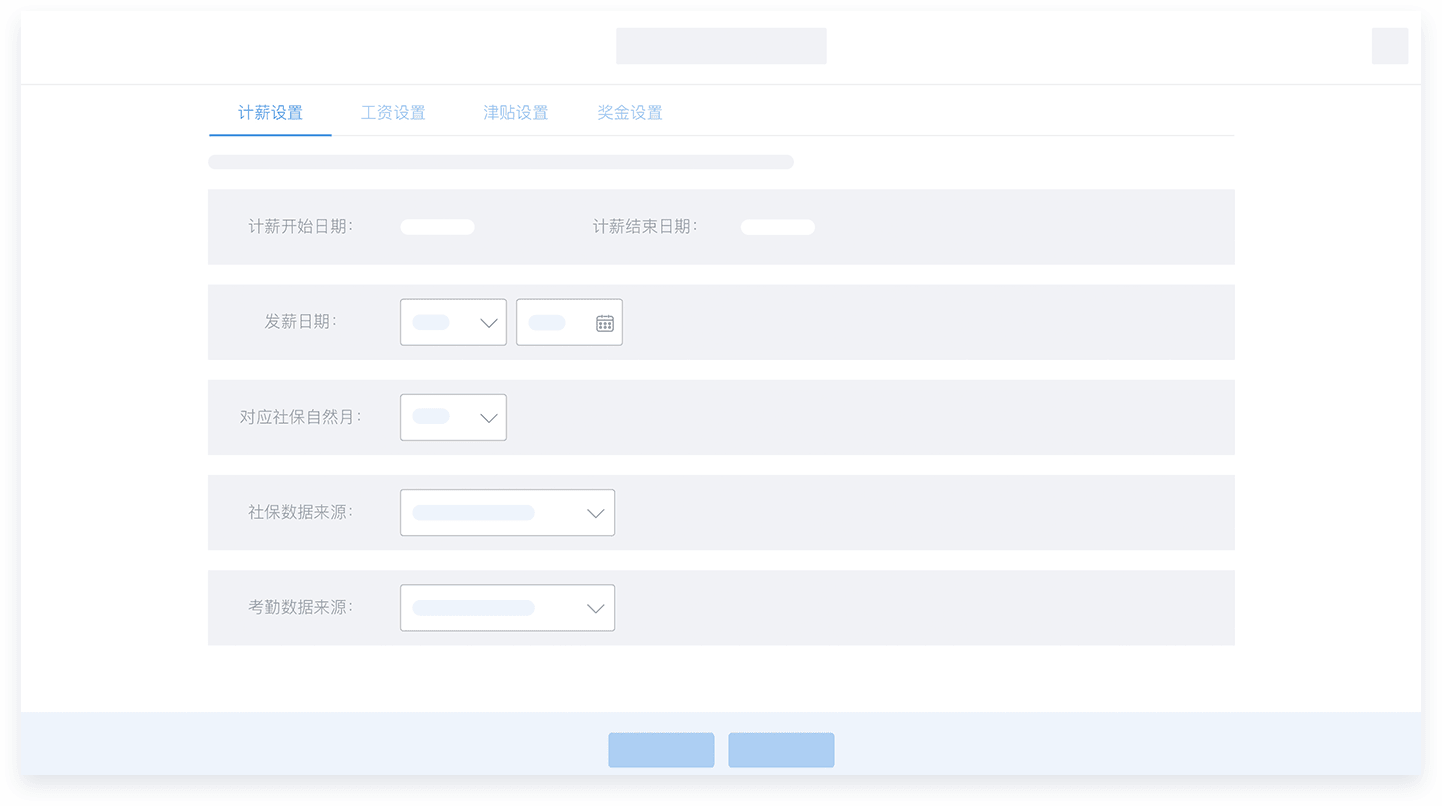 计薪设置 工资设置 津贴设置 奖金设置
计薪开始日期： 计薪结束日期：
发薪日期：
对应社保自然月：
社保数据来源：
考勤数据来源：